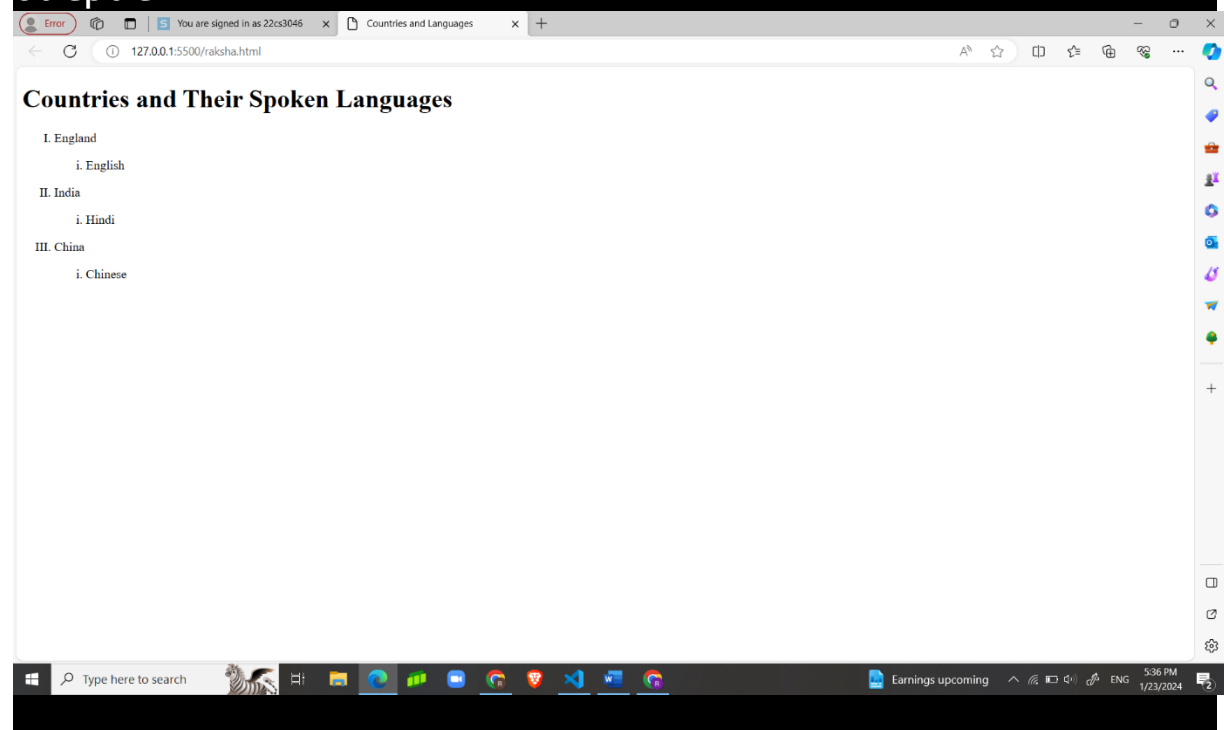 Error
You are signed in as 22cs3046
Countries and Languages
127.0.0.1:5500/raksha.html
Countries and Their Spoken Languages
I. England
i. English
II. India
i. Hindi
III. China
i. Chinese
Type here to search
Earnings upcoming
ENG
5:36 PM
1/23/2024
2